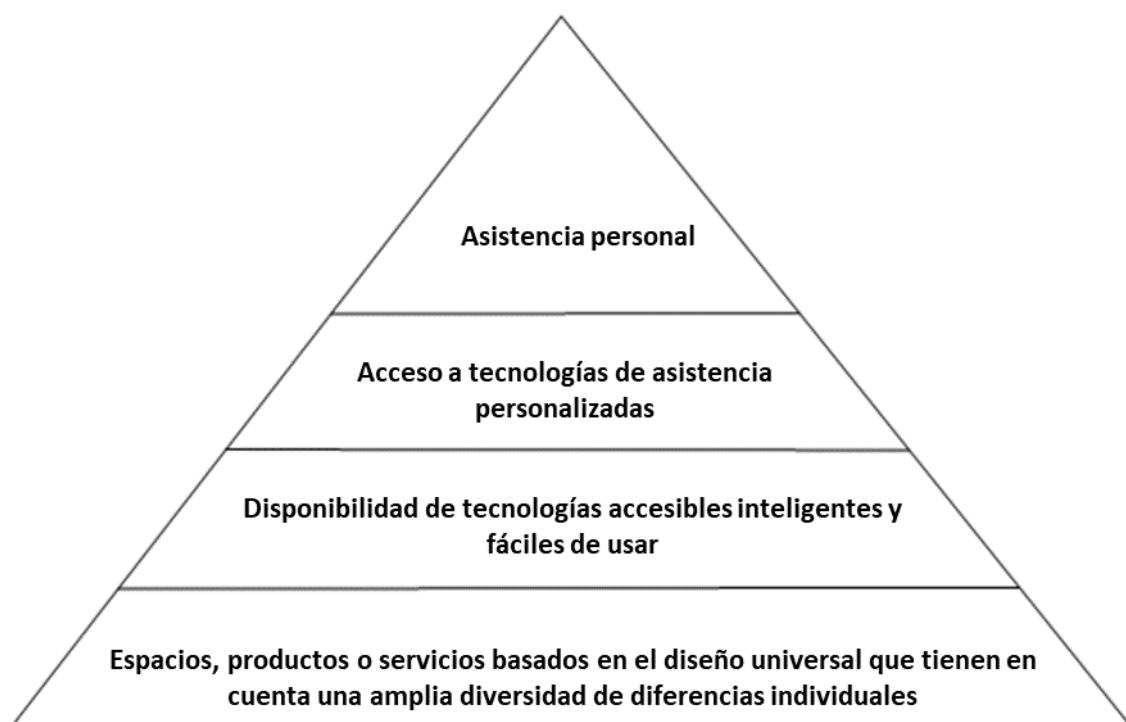 Asistencia personal
Acceso a tecnologías de asistencia
personalizadas
Disponibilidad de tecnologías accesibles inteligentes y
fáciles de usar
Espacios, productos o servicios basados en el diseño universal que tienen en
cuenta una amplia diversidad de diferencias individuales